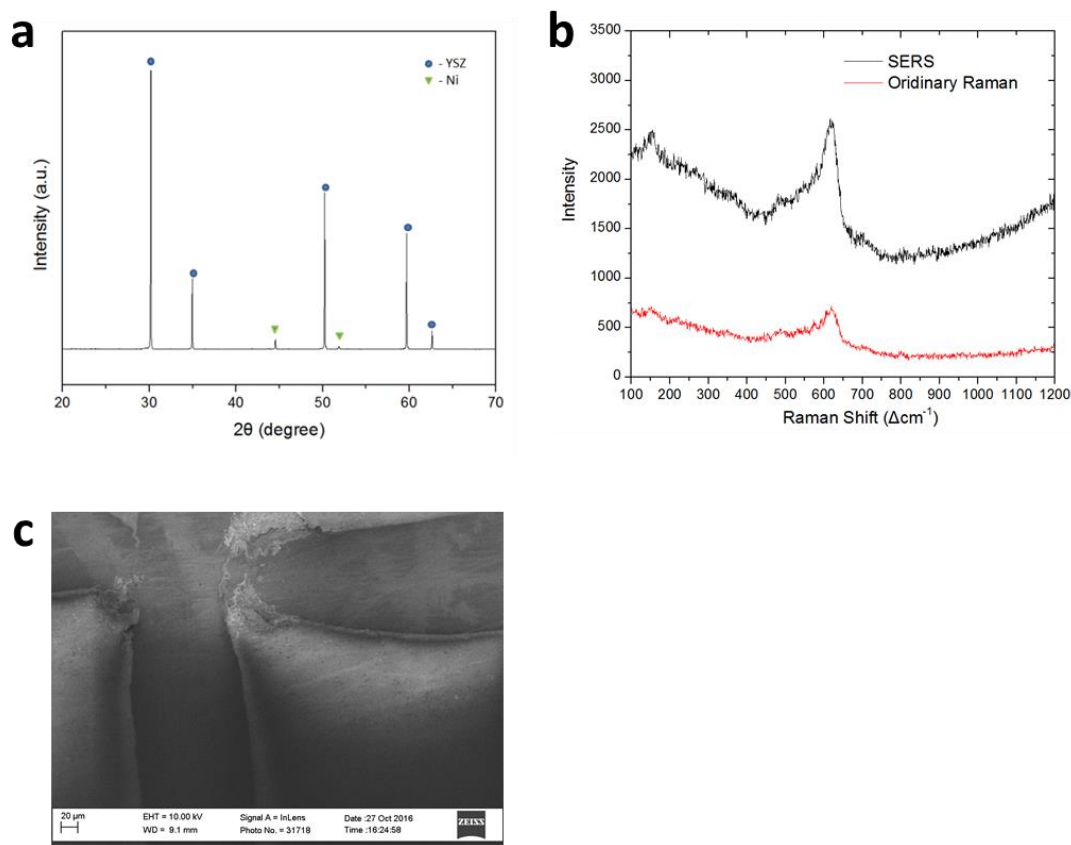 a
- YSZ
- Ni
Intensity (a.u.)
20 30 40 50 60 70
2θ (degree)
b
3500
3000
2500
2000
1500
1000
500
0
SERS
Oridinary Raman
Intensity
100 200 300 400 500 600 700 800 900 1000 1100 1200
Raman Shift (Δcm⁻¹)
c
20 µm
EHT = 10.00 kV Signal A = InLens Date :27 Oct 2016
WD = 9.1 mm Photo No. = 31718 Time :16:24:58
ZEISS